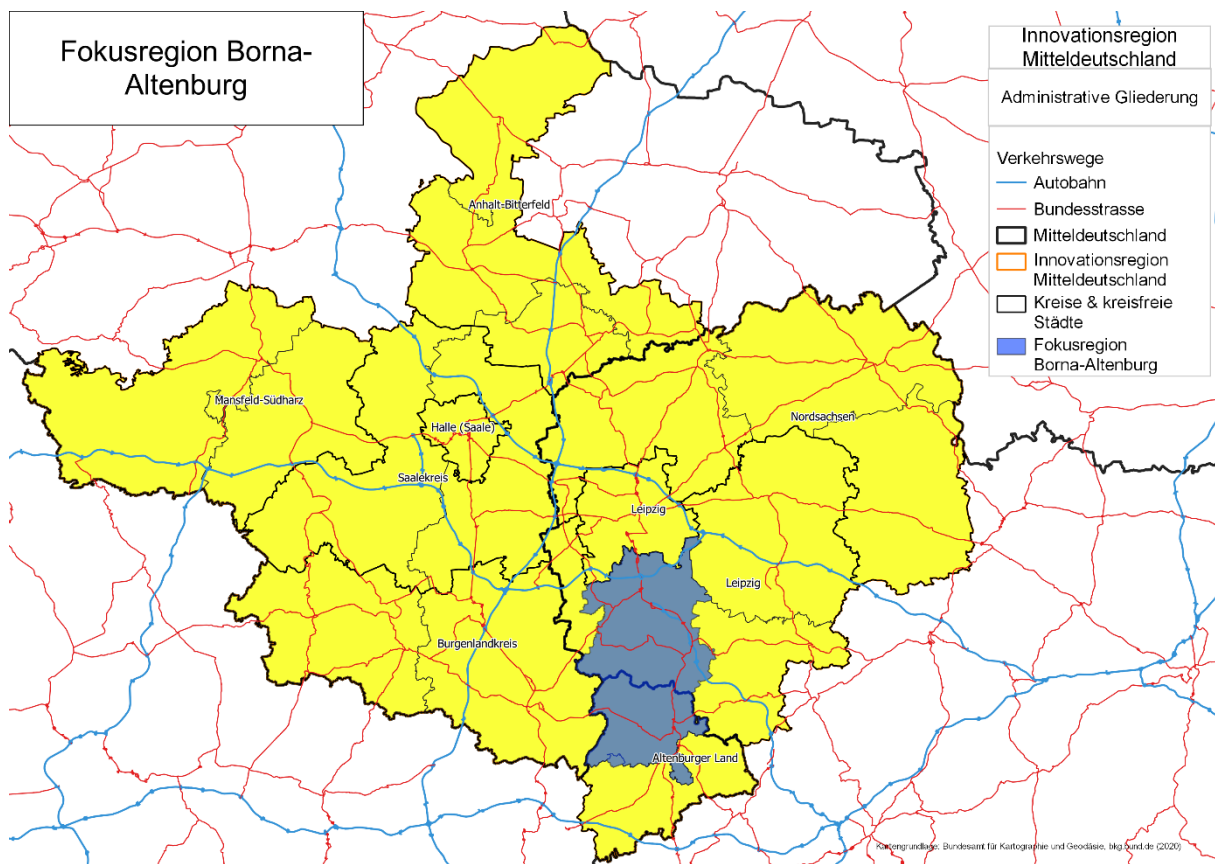 Fokusregion Borna-
Altenburg
Innovationsregion
Mitteldeutschland
Administrative Gliederung
Verkehrswege
Autobahn
Bundesstrasse
Mitteldeutschland
Innovationsregion
Mitteldeutschland
Kreise & kreisfreie
Städte
Fokusregion
Borna-Altenburg
Anhalt-Bitterfeld
Mansfeld-Südharz
Halle (Saale)
Nordsachsen
Saalekreis
Leipzig
Leipzig
Burgenlandkreis
Altenburger Land
Kartengrundlage: Bundesamt für Kartographie und Geodäsie, bkg.bund.de (2020)